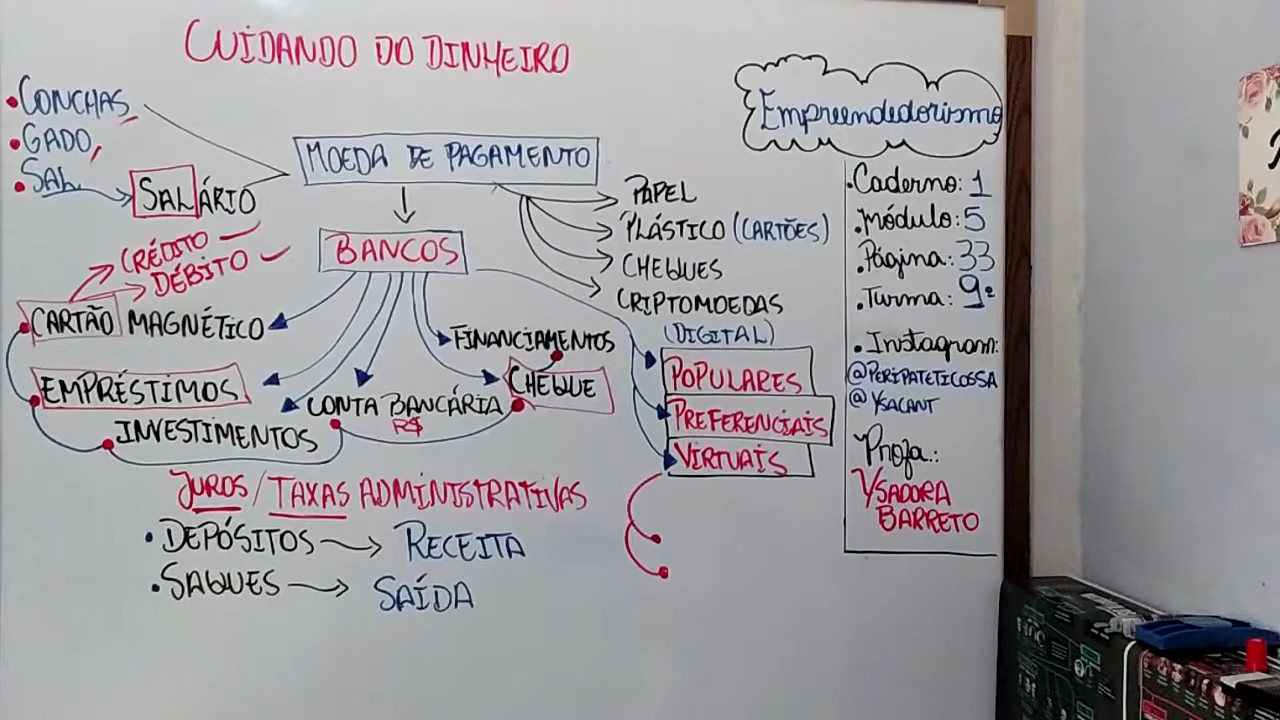 CUIDANDO DO DINHEIRO
• CONCHAS,
• GADO,
• SAL
SALÁRIO
MOEDA DE PAGAMENTO
PAPEL
PLÁSTICO (CARTÕES)
CHEQUES
CRIPTOMOEDAS
(DIGITAL)
BANCOS
CRÉDITO
DÉBITO
CARTÃO MAGNÉTICO
EMPRÉSTIMOS
INVESTIMENTOS
CONTA BANCÁRIA
R$
FINANCIAMENTOS
CHEQUE
POPULARES
PREFERENCIAIS
VIRTUAIS
JUROS / TAXAS ADMINISTRATIVAS
• DEPÓSITOS → RECEITA
• SAQUES → SAÍDA
Empreendedorismo
• Caderno: 1
• Módulo: 5
• Página: 33
• Turma: 9º
• Instagram:
@PERIPATETICOSSA
@YSACANT
Profa.:
YSADORA
BARRETO